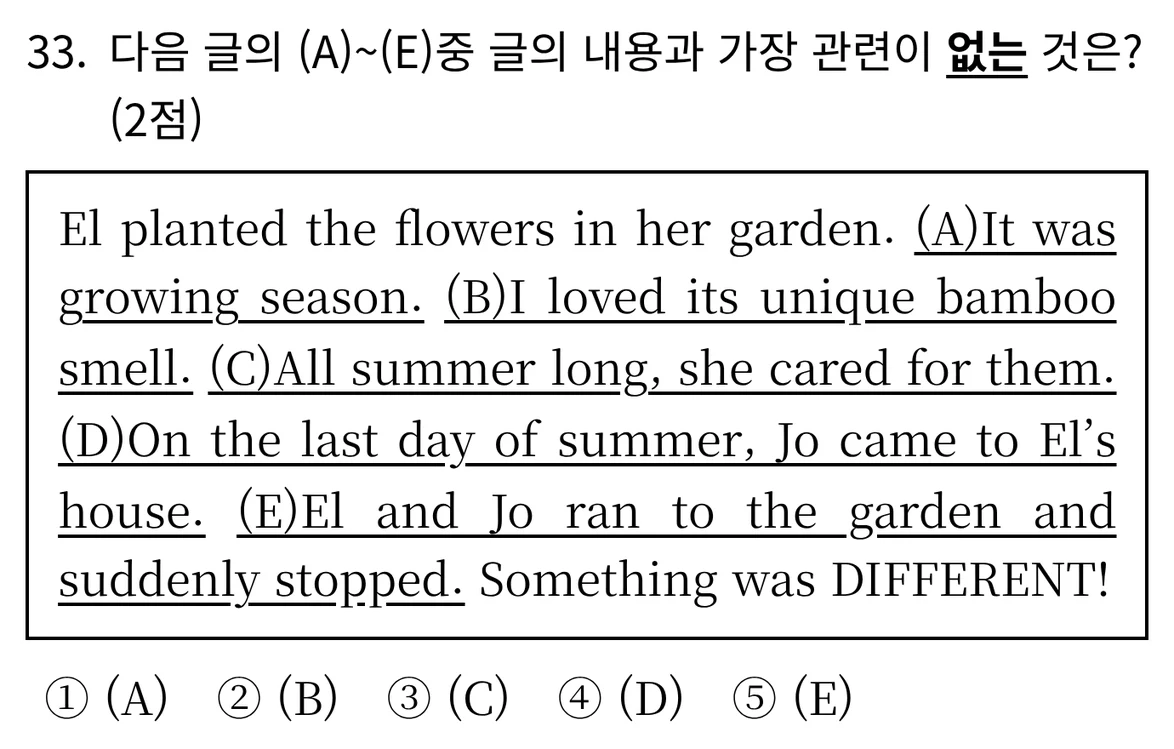 33. 다음 글의 (A)~(E)중 글의 내용과 가장 관련이 없는 것은?
(2점)
El planted the flowers in her garden. (A)It was
growing season. (B)I loved its unique bamboo
smell. (C)All summer long, she cared for them.
(D)On the last day of summer, Jo came to El’s
house. (E)El and Jo ran to the garden and
suddenly stopped. Something was DIFFERENT!
① (A) ② (B) ③ (C) ④ (D) ⑤ (E)